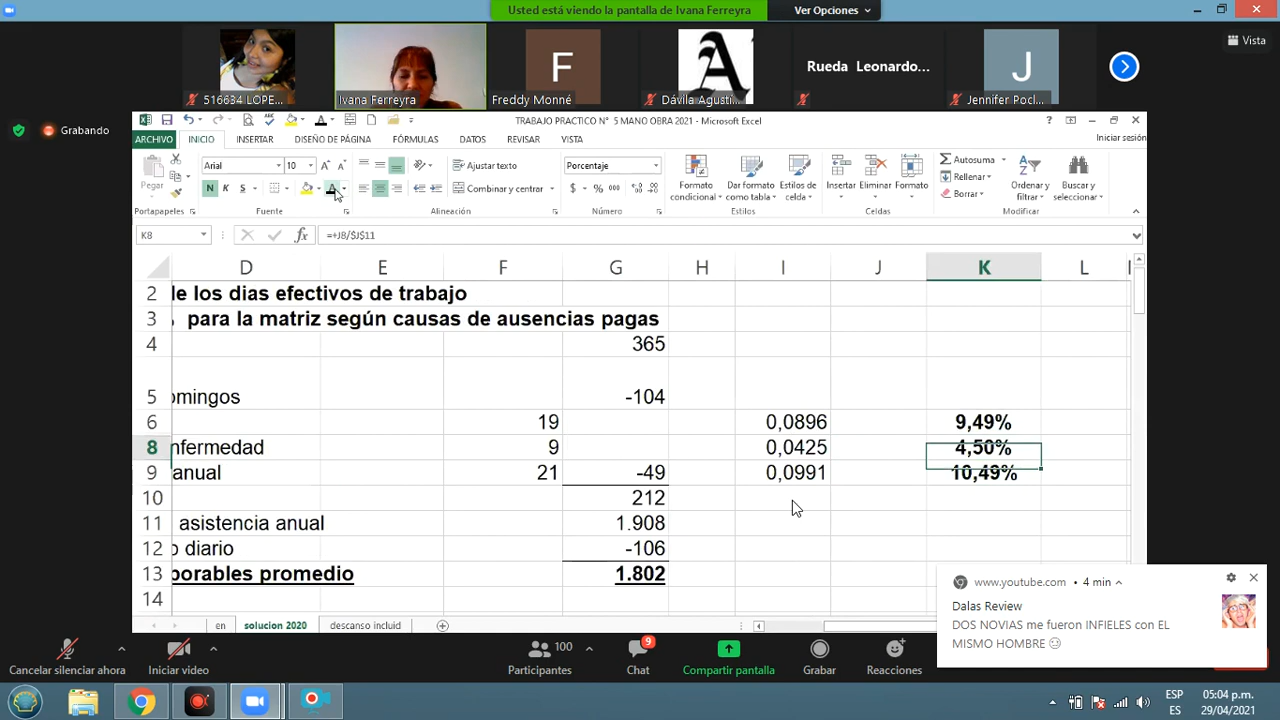 Usted está viendo la pantalla de Ivana Ferreyra
Ver Opciones
Vista
Grabando
516634 LOPE...
Ivana Ferreyra
F
Freddy Monné
A
Dávila Agusti...
Rueda Leonardo...
J
Jennifer Pocl...
TRABAJO PRACTICO N° 5 MANO OBRA 2021 - Microsoft Excel
ARCHIVO INICIO INSERTAR DISEÑO DE PÁGINA FÓRMULAS DATOS REVISAR VISTA Iniciar sesión
Pegar
Arial 10
N K S
Ajustar texto
Combinar y centrar
Porcentaje
$ % 000
Formato condicional
Dar formato como tabla
Estilos de celda
Insertar Eliminar Formato
Autosuma
Rellenar
Borrar
Ordenar y filtrar
Buscar y seleccionar
Portapapeles Fuente Alineación Número Estilos Celdas Modificar
K8 fx =+J8/$J$11
D E F G H I J K L
2 de los dias efectivos de trabajo
3 para la matriz según causas de ausencias pagas
4 365
5 omingos -104
6 19 0,0896 9,49%
8 nfermedad 9 0,0425 4,50%
9 anual 21 -49 0,0991 10,49%
10 212
11 asistencia anual 1.908
12 o diario -106
13 borables promedio 1.802
14
en solucion 2020 descanso incluid
www.youtube.com • 4 min
Dalas Review
DOS NOVIAS me fueron INFIELES con EL
MISMO HOMBRE
Cancelar silenciar ahora
Iniciar video
100
Participantes
9
Chat
Compartir pantalla
Grabar
Reacciones
ESP
ES
05:04 p.m.
29/04/2021